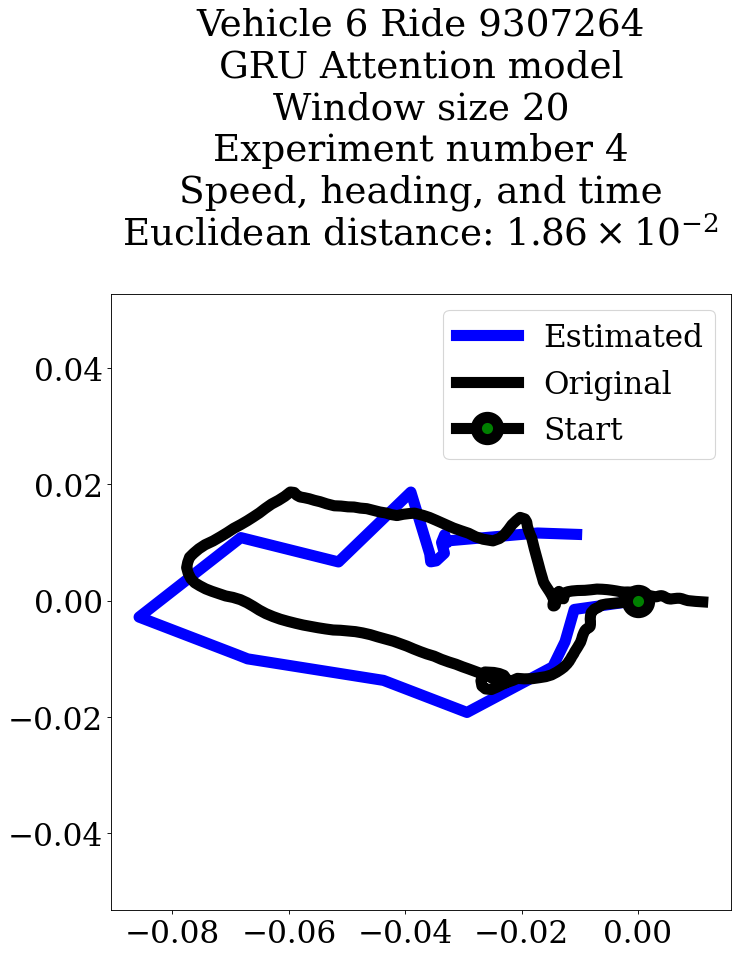 Vehicle 6 Ride 9307264
GRU Attention model
Window size 20
Experiment number 4
Speed, heading, and time
Euclidean distance: 1.86 × 10⁻²
Estimated
Original
Start
0.04
0.02
0.00
−0.02
−0.04
−0.08 −0.06 −0.04 −0.02 0.00